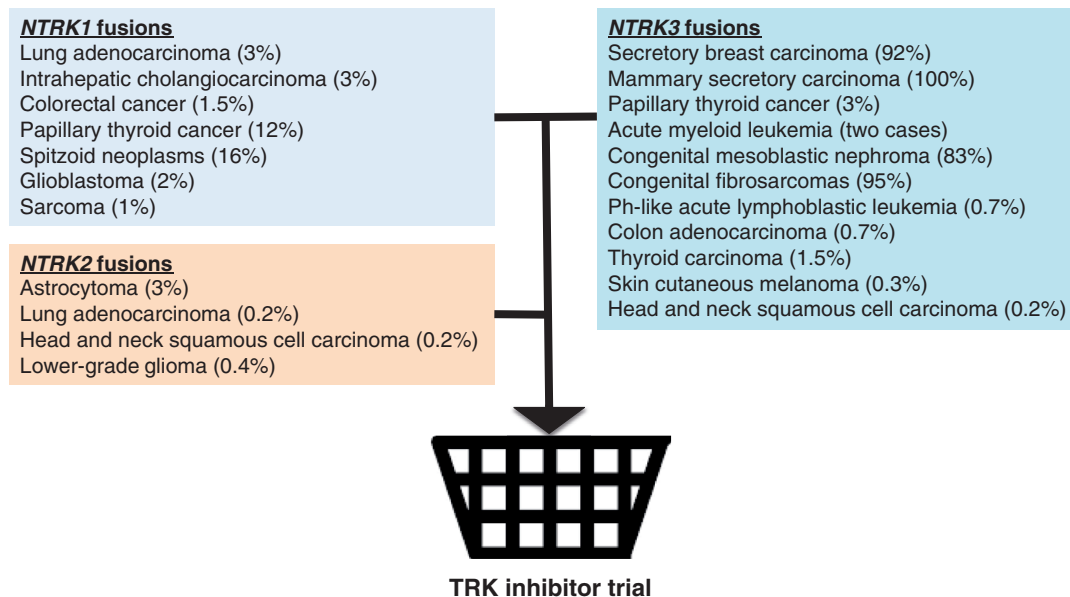 NTRK1 fusions
Lung adenocarcinoma (3%)
Intrahepatic cholangiocarcinoma (3%)
Colorectal cancer (1.5%)
Papillary thyroid cancer (12%)
Spitzoid neoplasms (16%)
Glioblastoma (2%)
Sarcoma (1%)
NTRK2 fusions
Astrocytoma (3%)
Lung adenocarcinoma (0.2%)
Head and neck squamous cell carcinoma (0.2%)
Lower-grade glioma (0.4%)
NTRK3 fusions
Secretory breast carcinoma (92%)
Mammary secretory carcinoma (100%)
Papillary thyroid cancer (3%)
Acute myeloid leukemia (two cases)
Congenital mesoblastic nephroma (83%)
Congenital fibrosarcomas (95%)
Ph-like acute lymphoblastic leukemia (0.7%)
Colon adenocarcinoma (0.7%)
Thyroid carcinoma (1.5%)
Skin cutaneous melanoma (0.3%)
Head and neck squamous cell carcinoma (0.2%)
TRK inhibitor trial